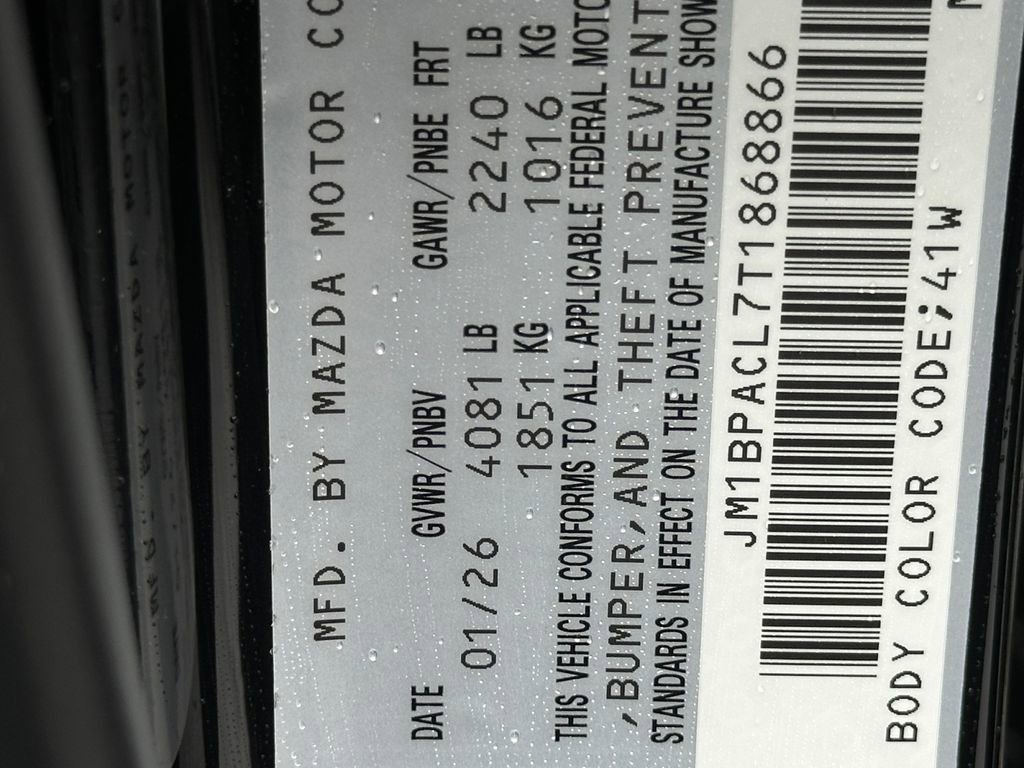 MFD. BY MAZDA MOTOR CO
DATE GVWR/PNBV GAWR/PNBE FRT
01/26 4081 LB 2240 LB
1851 KG 1016 KG
THIS VEHICLE CONFORMS TO ALL APPLICABLE FEDERAL MOTO
,BUMPER,AND THEFT PREVENT
STANDARDS IN EFFECT ON THE DATE OF MANUFACTURE SHOW
JM1BPACL7T1868866
BODY COLOR CODE;41W